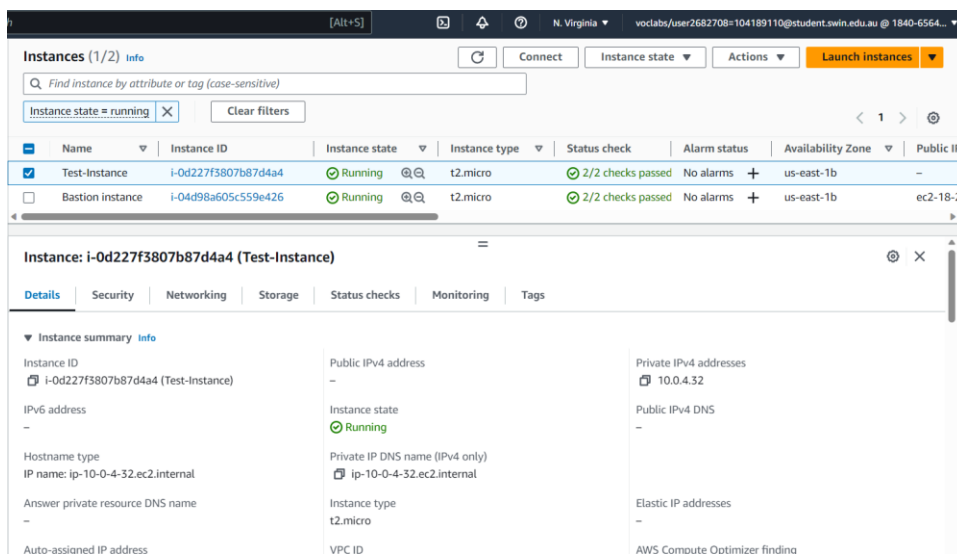 [Alt+S] N. Virginia ▼ voclabs/user2682708=104189110@student.swin.edu.au @ 1840-6564... ▼
Instances (1/2) Info Connect Instance state ▼ Actions ▼ Launch instances ▼
Find instance by attribute or tag (case-sensitive)
Instance state = running Clear filters < 1 >
Name Instance ID Instance state Instance type Status check Alarm status Availability Zone Public
Test-Instance i-0d227f3807b87d4a4 Running t2.micro 2/2 checks passed No alarms + us-east-1b –
Bastion instance i-04d98a605c559e426 Running t2.micro 2/2 checks passed No alarms + us-east-1b ec2-18-
Instance: i-0d227f3807b87d4a4 (Test-Instance)
Details Security Networking Storage Status checks Monitoring Tags
▼ Instance summary Info
Instance ID Public IPv4 address Private IPv4 addresses
i-0d227f3807b87d4a4 (Test-Instance) – 10.0.4.32
IPv6 address Instance state Public IPv4 DNS
– Running –
Hostname type Private IP DNS name (IPv4 only)
IP name: ip-10-0-4-32.ec2.internal ip-10-0-4-32.ec2.internal
Answer private resource DNS name Instance type Elastic IP addresses
– t2.micro –
Auto-assigned IP address VPC ID AWS Compute Optimizer finding